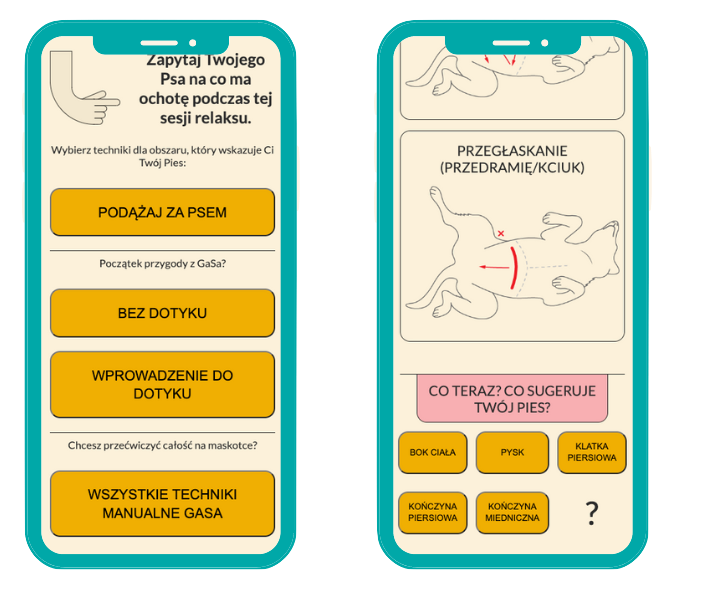 Zapytaj Twojego
Psa na co ma
ochotę podczas tej
sesji relaksu.
Wybierz techniki dla obszaru, który wskazuje Ci
Twój Pies:
PODĄŻAJ ZA PSEM
Początek przygody z GaSa?
BEZ DOTYKU
WPROWADZENIE DO
DOTYKU
Chcesz przećwiczyć całość na maskotce?
WSZYSTKIE TECHNIKI
MANUALNE GASA
PRZEGŁASKANIE
(PRZEDRAMIĘ/KCIUK)
CO TERAZ? CO SUGERUJE
TWÓJ PIES?
BOK CIAŁA
PYSK
KLATKA
PIERSIOWA
KOŃCZYNA
PIERSIOWA
KOŃCZYNA
MIEDNICZNA
?